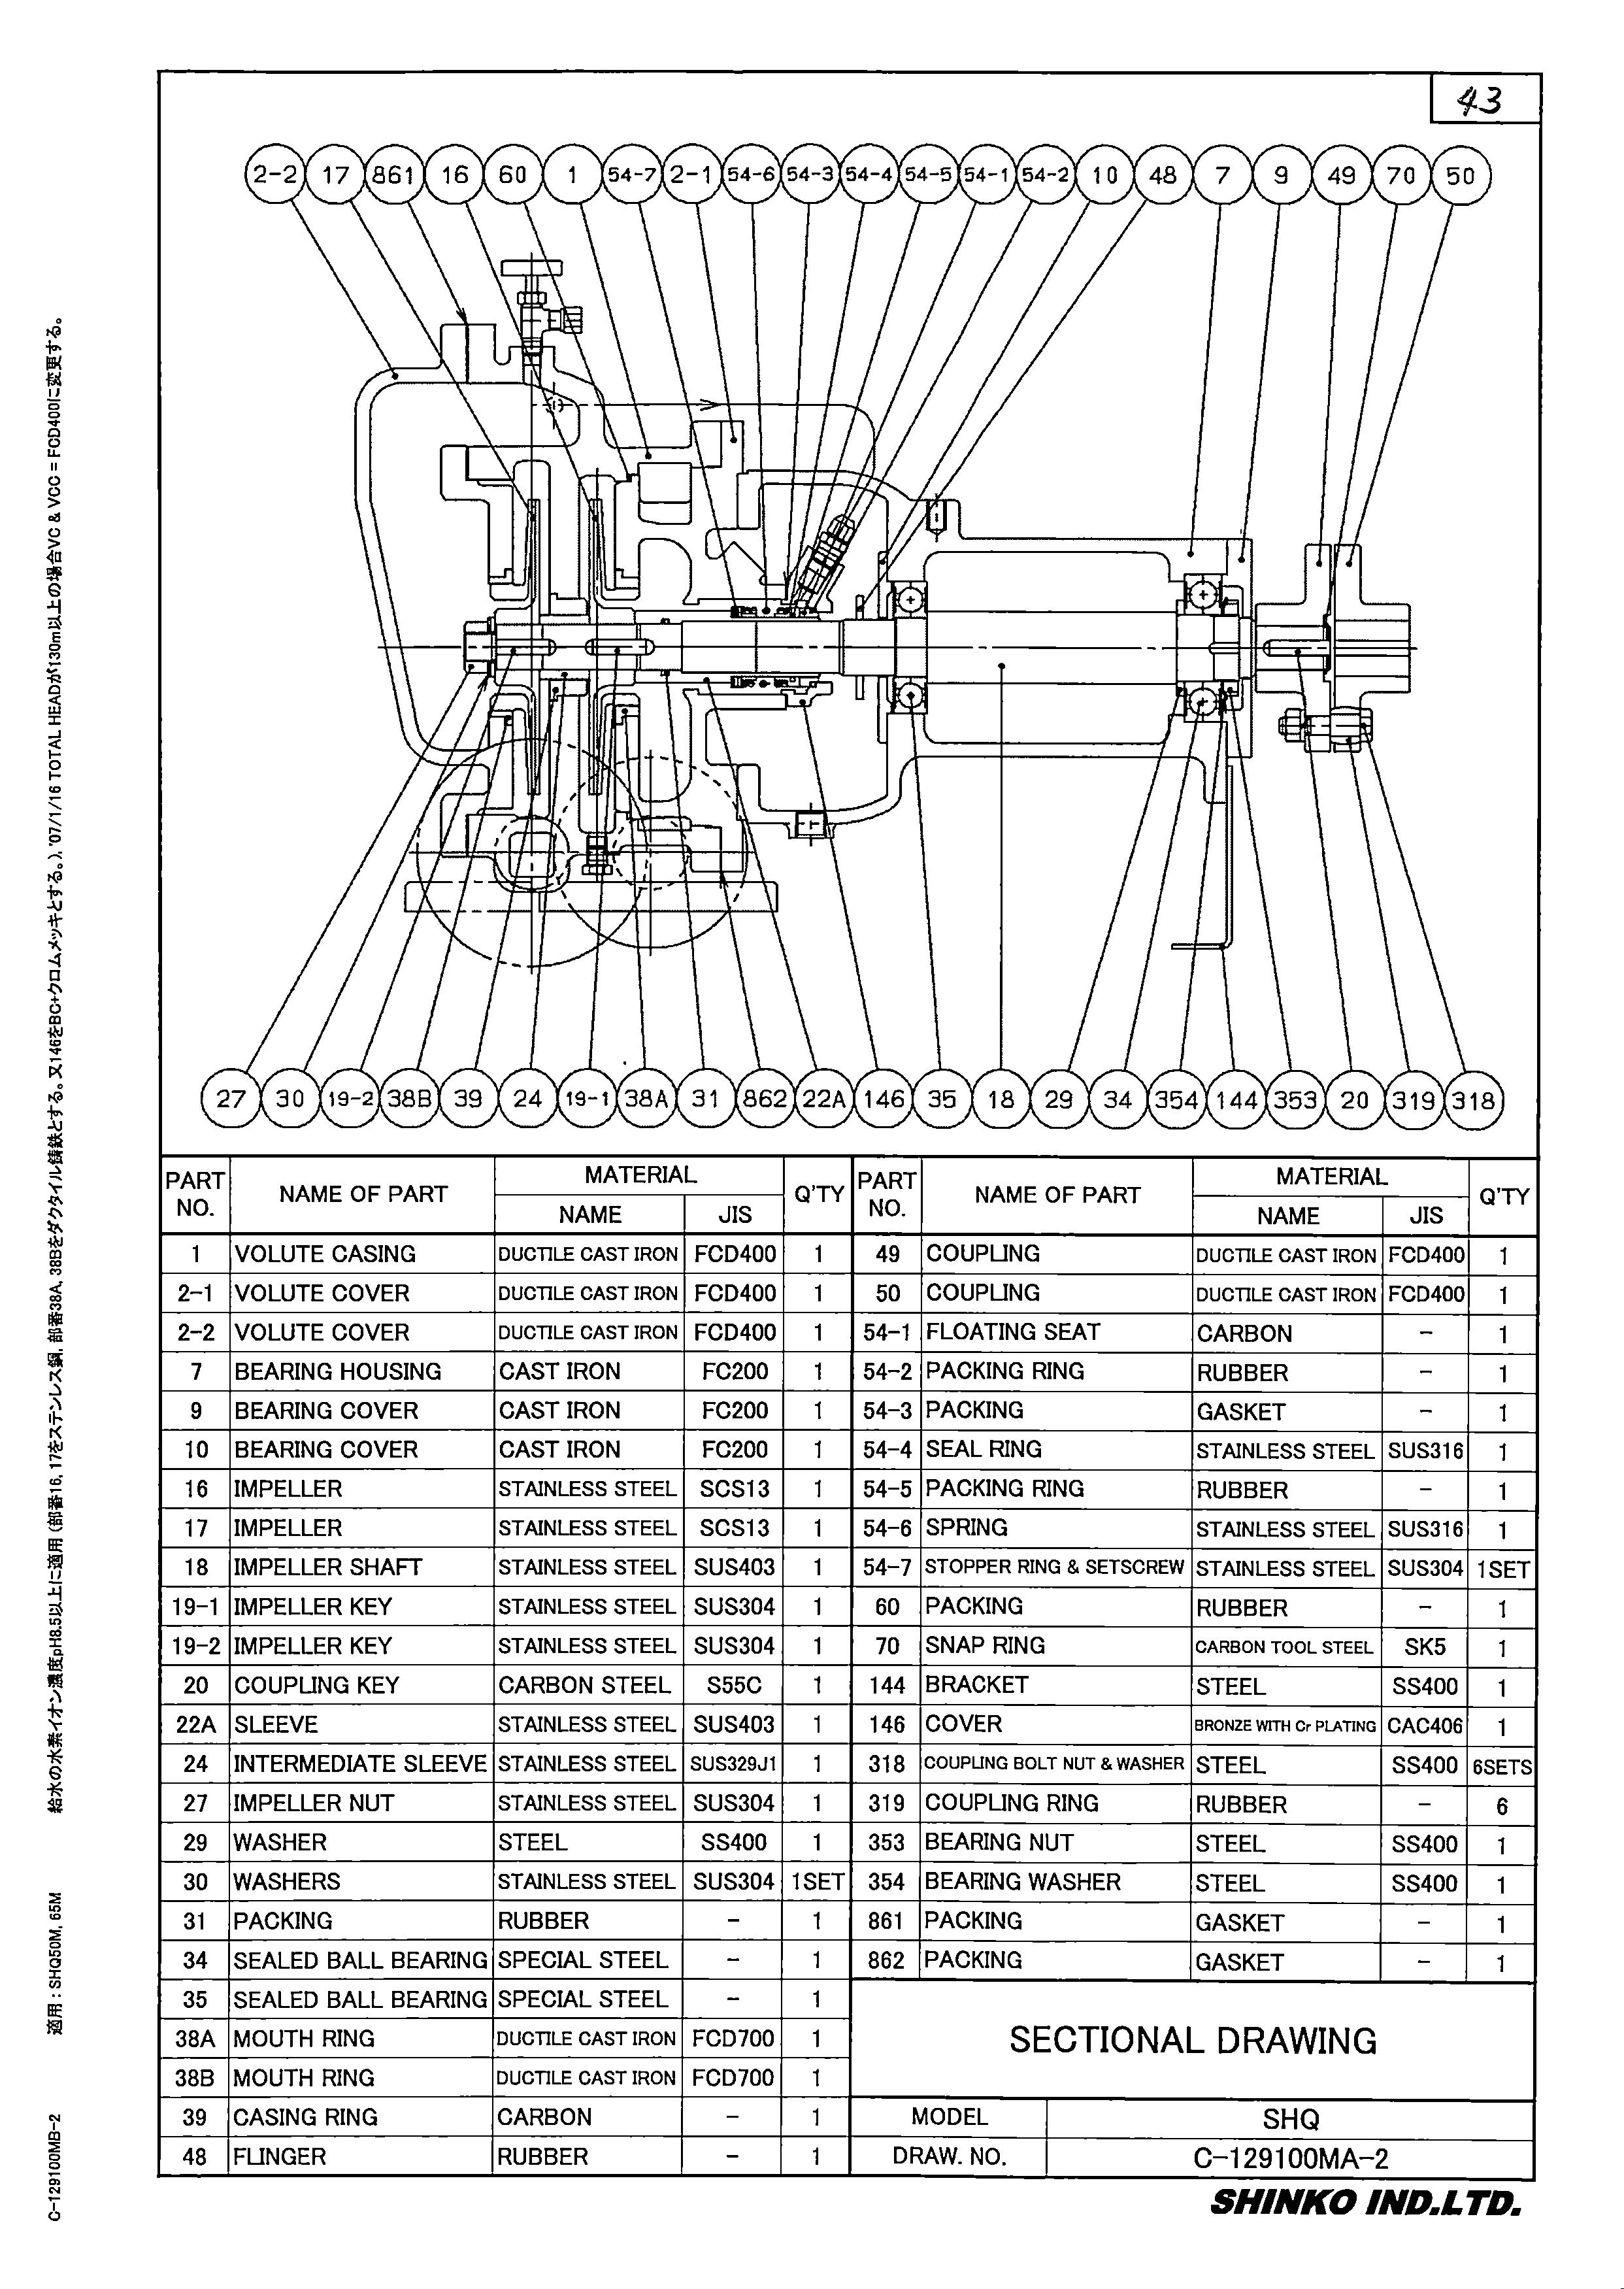 43
2-2 17 861 16 60 1 54-7 2-1 54-6 54-3 54-4 54-5 54-1 54-2 10 48 7 9 49 70 50
27 30 19-2 38B 39 24 19-1 38A 31 862 22A 146 35 18 29 34 354 144 353 20 319 318
PART NO. NAME OF PART MATERIAL NAME JIS Q'TY PART NO. NAME OF PART MATERIAL NAME JIS Q'TY
1 VOLUTE CASING DUCTILE CAST IRON FCD400 1 49 COUPLING DUCTILE CAST IRON FCD400 1
2-1 VOLUTE COVER DUCTILE CAST IRON FCD400 1 50 COUPLING DUCTILE CAST IRON FCD400 1
2-2 VOLUTE COVER DUCTILE CAST IRON FCD400 1 54-1 FLOATING SEAT CARBON - 1
7 BEARING HOUSING CAST IRON FC200 1 54-2 PACKING RING RUBBER - 1
9 BEARING COVER CAST IRON FC200 1 54-3 PACKING GASKET - 1
10 BEARING COVER CAST IRON FC200 1 54-4 SEAL RING STAINLESS STEEL SUS316 1
16 IMPELLER STAINLESS STEEL SCS13 1 54-5 PACKING RING RUBBER - 1
17 IMPELLER STAINLESS STEEL SCS13 1 54-6 SPRING STAINLESS STEEL SUS316 1
18 IMPELLER SHAFT STAINLESS STEEL SUS403 1 54-7 STOPPER RING & SETSCREW STAINLESS STEEL SUS304 1SET
19-1 IMPELLER KEY STAINLESS STEEL SUS304 1 60 PACKING RUBBER - 1
19-2 IMPELLER KEY STAINLESS STEEL SUS304 1 70 SNAP RING CARBON TOOL STEEL SK5 1
20 COUPLING KEY CARBON STEEL S55C 1 144 BRACKET STEEL SS400 1
22A SLEEVE STAINLESS STEEL SUS403 1 146 COVER BRONZE WITH Cr PLATING CAC406 1
24 INTERMEDIATE SLEEVE STAINLESS STEEL SUS329J1 1 318 COUPLING BOLT NUT & WASHER STEEL SS400 6SETS
27 IMPELLER NUT STAINLESS STEEL SUS304 1 319 COUPLING RING RUBBER - 6
29 WASHER STEEL SS400 1 353 BEARING NUT STEEL SS400 1
30 WASHERS STAINLESS STEEL SUS304 1SET 354 BEARING WASHER STEEL SS400 1
31 PACKING RUBBER - 1 861 PACKING GASKET - 1
34 SEALED BALL BEARING SPECIAL STEEL - 1 862 PACKING GASKET - 1
35 SEALED BALL BEARING SPECIAL STEEL - 1
38A MOUTH RING DUCTILE CAST IRON FCD700 1
38B MOUTH RING DUCTILE CAST IRON FCD700 1
39 CASING RING CARBON - 1
48 FLINGER RUBBER - 1
SECTIONAL DRAWING
MODEL SHQ
DRAW. NO. C-129100MA-2
SHINKO IND.LTD.
C-129100MB-2 適用：SHQ50M, 65M 給水の水素イオン濃度pH8.5以上に適用（部番16, 17をステンレス鋼, 部番38A, 38Bをダクタイル鋳鉄とする。又146をBC+クロムメッキとする。）'07/1/16 TOTAL HEADが130m以上の場合VC & VCC = FCD400に変更する。